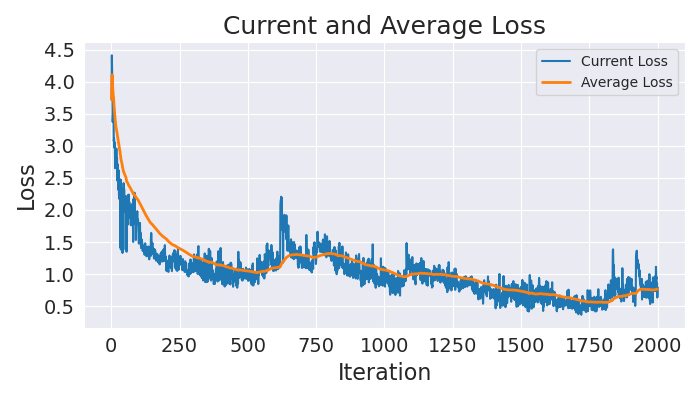 Current and Average Loss
Current Loss
Average Loss
Loss
4.5
4.0
3.5
3.0
2.5
2.0
1.5
1.0
0.5
0 250 500 750 1000 1250 1500 1750 2000
Iteration